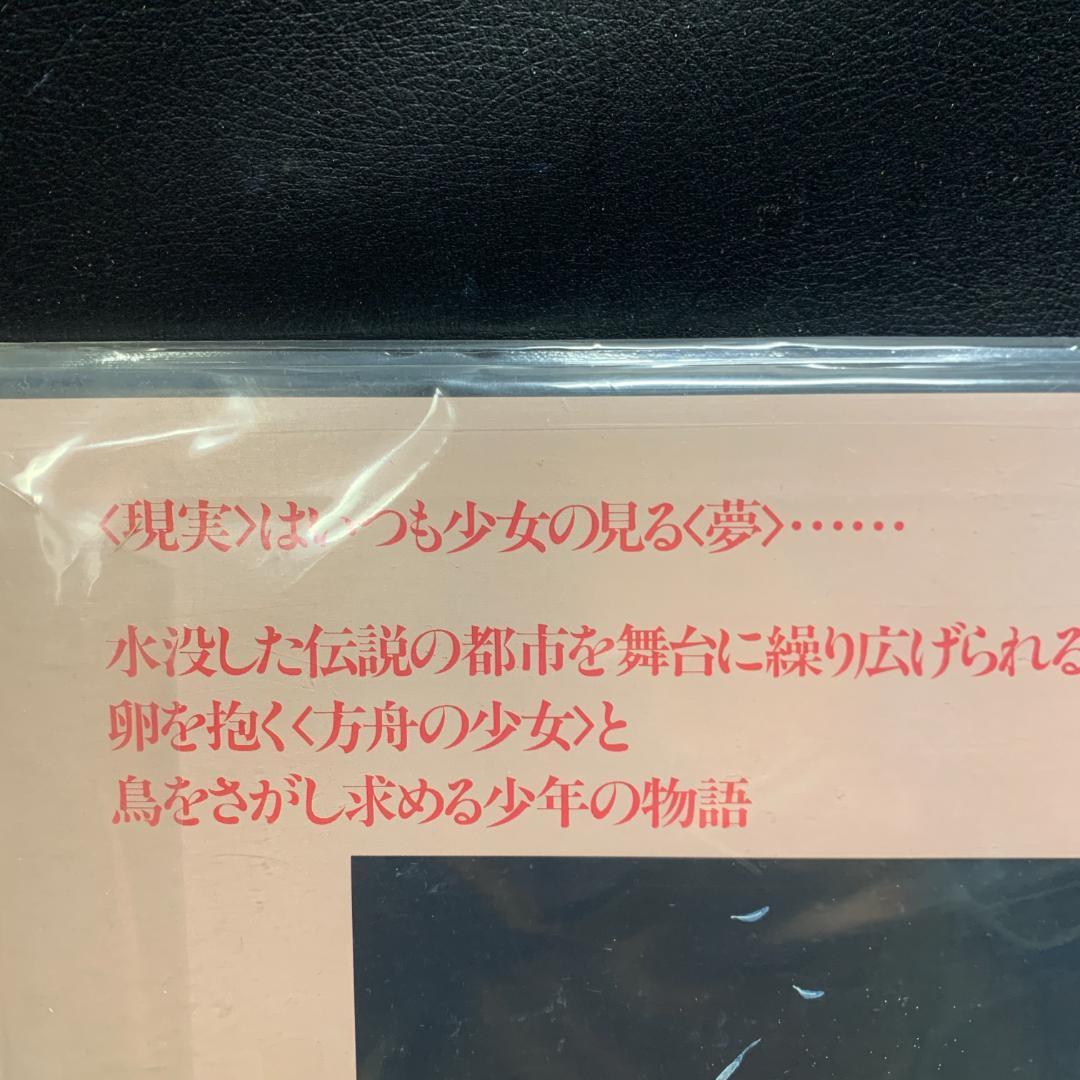 〈現実〉はいつも少女の見る〈夢〉……
水没した伝説の都市を舞台に繰り広げられる
卵を抱く〈方舟の少女〉と
鳥をさがし求める少年の物語